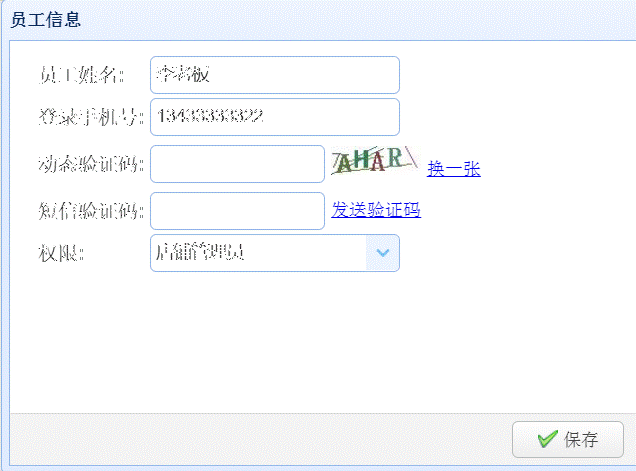 员工信息
员工姓名: 李老板
登录手机号: 13433333322
动态验证码: 换一张
短信验证码: 发送验证码
权限: 店铺管理员
保存